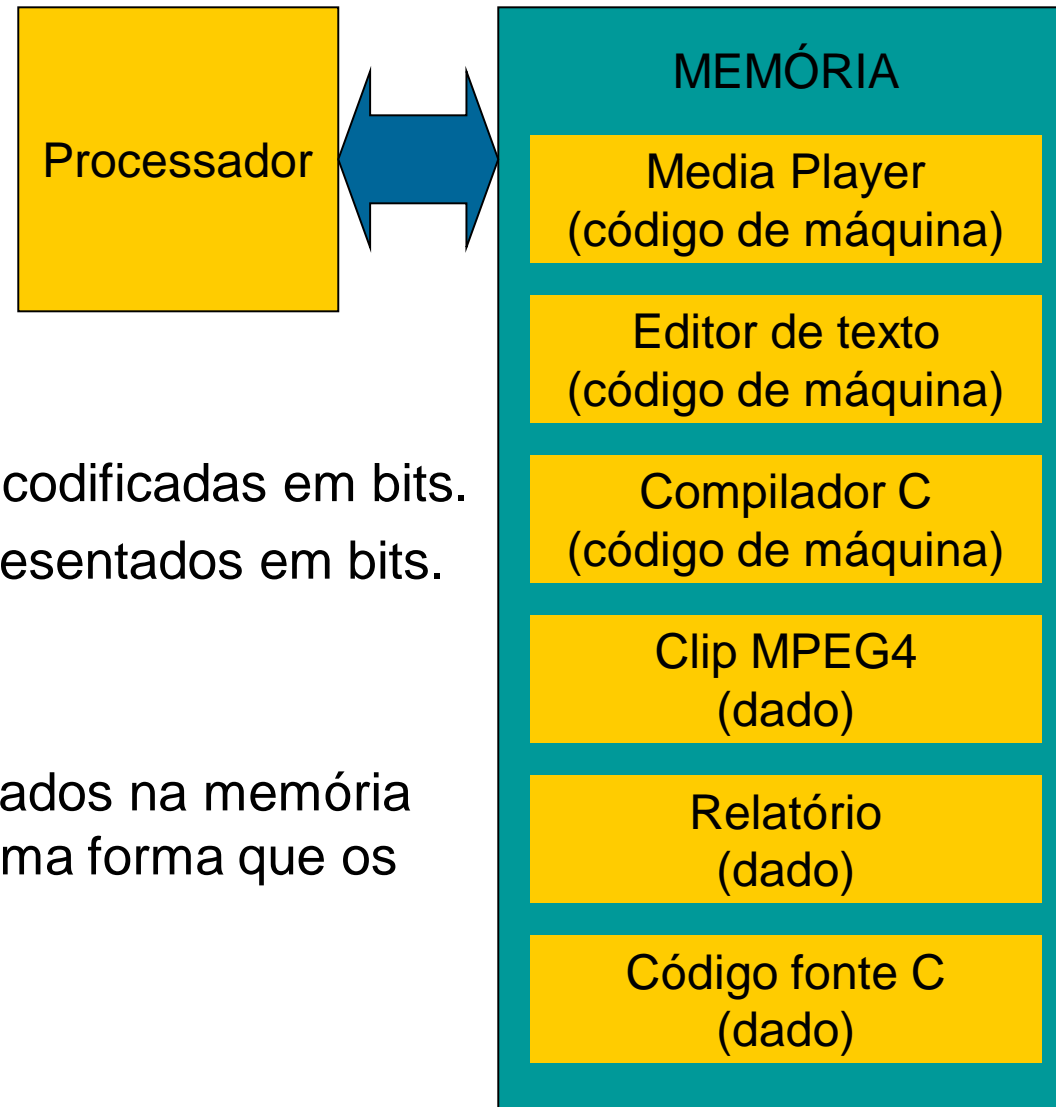 Processador
MEMÓRIA
Media Player
(código de máquina)
Editor de texto
(código de máquina)
Compilador C
(código de máquina)
Clip MPEG4
(dado)
Relatório
(dado)
Código fonte C
(dado)
codificadas em bits.
esentados em bits.
ados na memória
ma forma que os